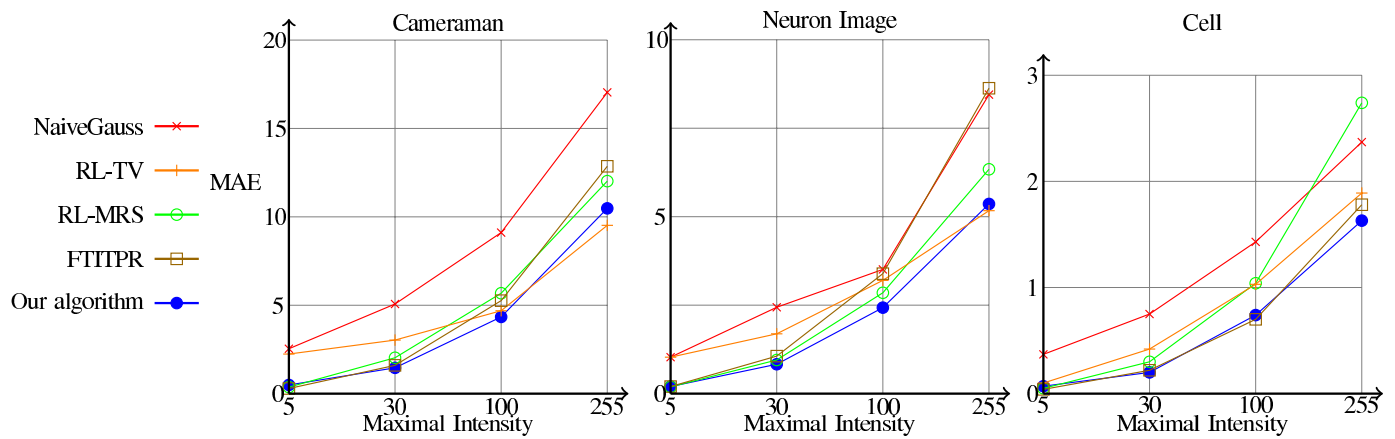 Cameraman
Neuron Image
Cell
NaiveGauss
RL-TV
RL-MRS
FTITPR
Our algorithm
MAE
20
15
10
5
0
5 30 100 255
Maximal Intensity
10
5
0
5 30 100 255
Maximal Intensity
3
2
1
0
5 30 100 255
Maximal Intensity